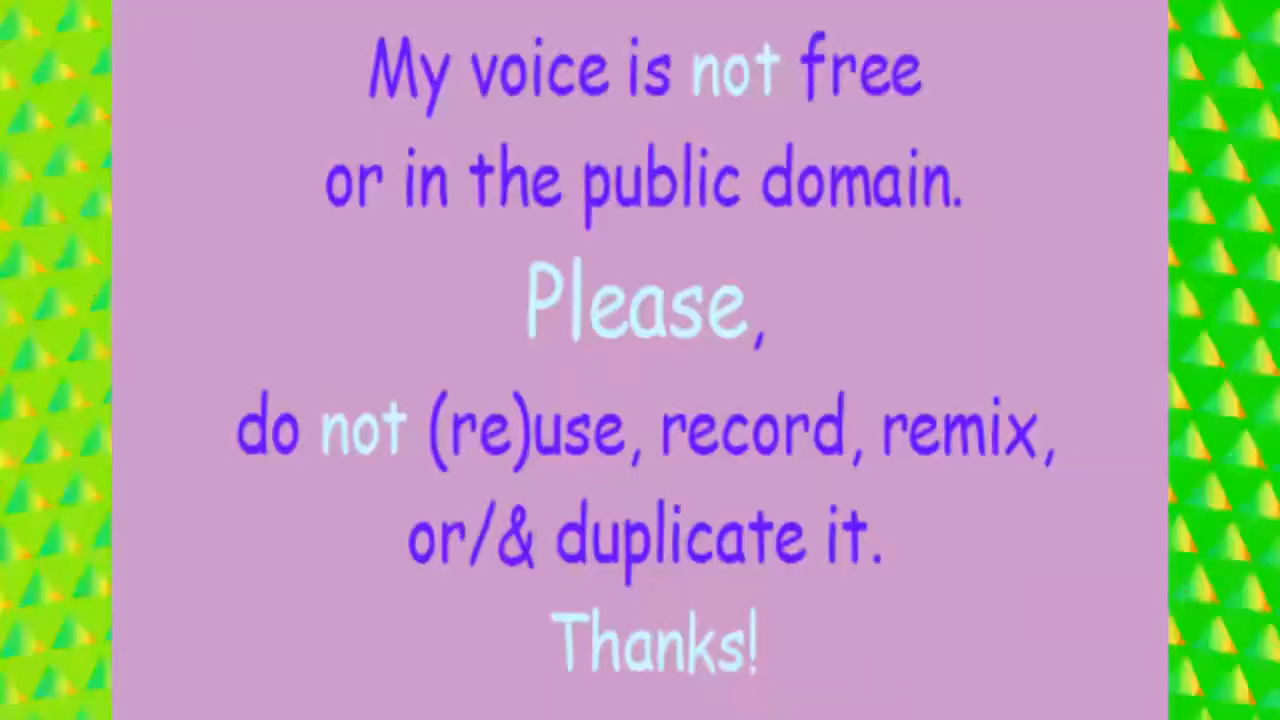 My voice is not free
or in the public domain.
Please,
do not (re)use, record, remix,
or/& duplicate it.
Thanks!